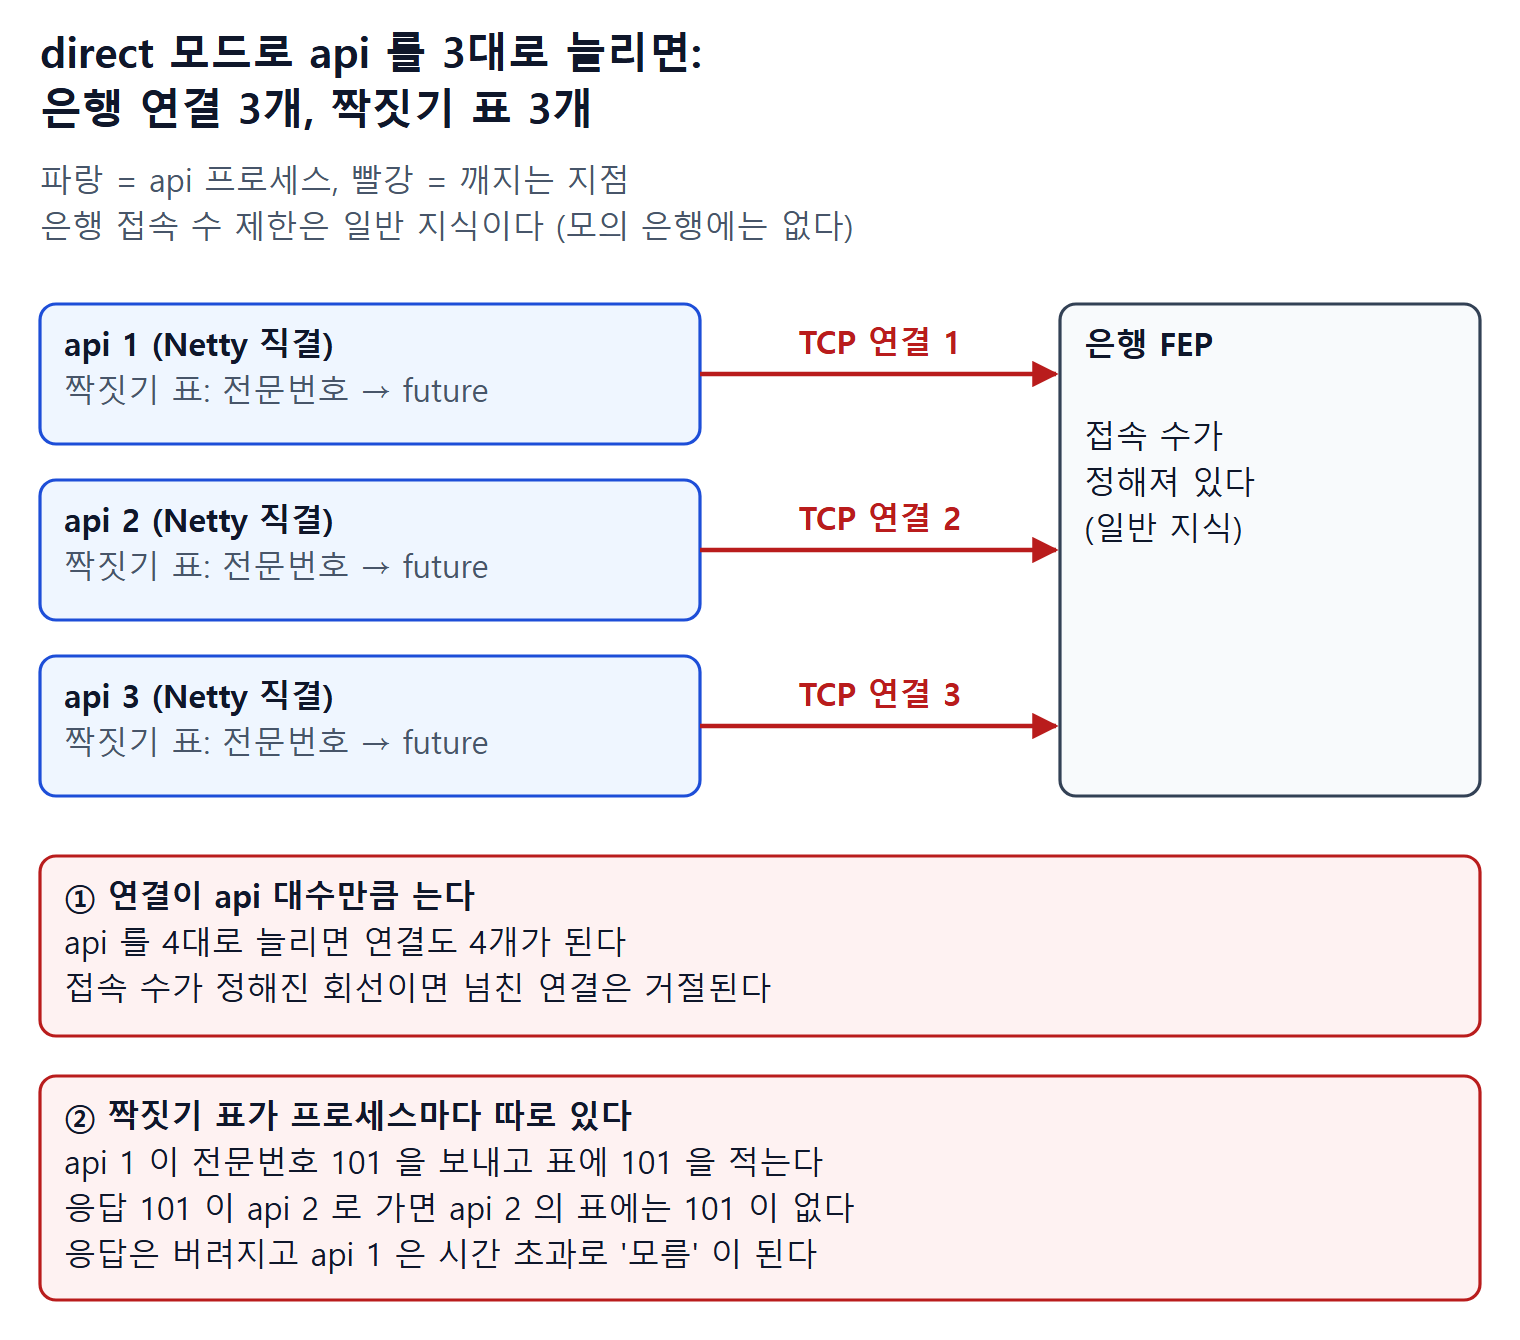 direct 모드로 api 를 3대로 늘리면:
은행 연결 3개, 짝짓기 표 3개
파랑 = api 프로세스, 빨강 = 깨지는 지점
은행 접속 수 제한은 일반 지식이다 (모의 은행에는 없다)
api 1 (Netty 직결)
짝짓기 표: 전문번호 → future
TCP 연결 1
api 2 (Netty 직결)
짝짓기 표: 전문번호 → future
TCP 연결 2
api 3 (Netty 직결)
짝짓기 표: 전문번호 → future
TCP 연결 3
은행 FEP
접속 수가
정해져 있다
(일반 지식)
① 연결이 api 대수만큼 는다
api 를 4대로 늘리면 연결도 4개가 된다
접속 수가 정해진 회선이면 넘친 연결은 거절된다
② 짝짓기 표가 프로세스마다 따로 있다
api 1 이 전문번호 101 을 보내고 표에 101 을 적는다
응답 101 이 api 2 로 가면 api 2 의 표에는 101 이 없다
응답은 버려지고 api 1 은 시간 초과로 '모름' 이 된다